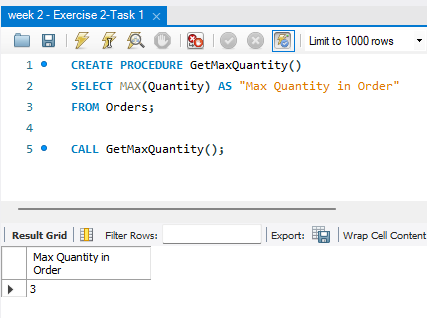 week 2 - Exercise 2-Task 1 ×
Limit to 1000 rows
1 CREATE PROCEDURE GetMaxQuantity()
2 SELECT MAX(Quantity) AS "Max Quantity in Order"
3 FROM Orders;
4
5 CALL GetMaxQuantity();
Result Grid Filter Rows: Export: Wrap Cell Content
Max Quantity in
Order
3